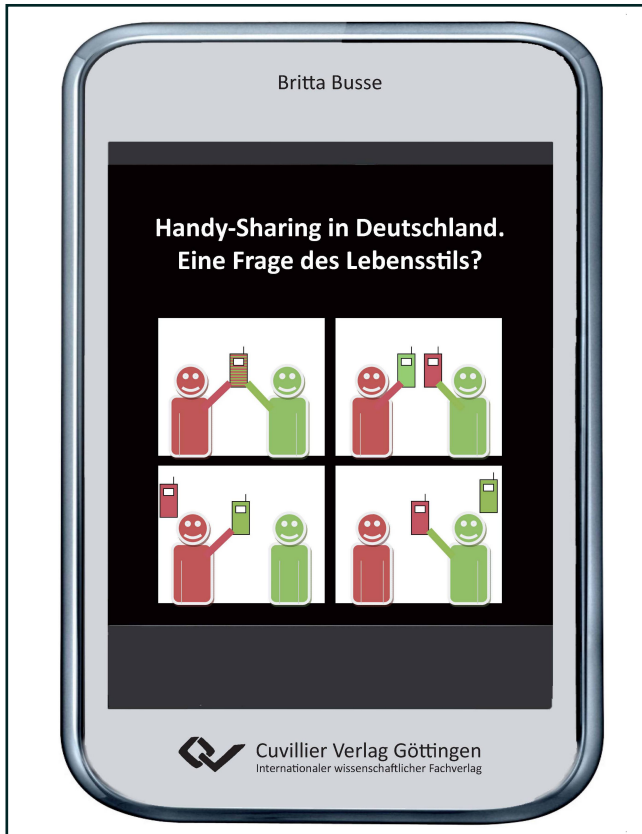 Britta Busse
Handy-Sharing in Deutschland.
Eine Frage des Lebensstils?
Cuvillier Verlag Göttingen
Internationaler wissenschaftlicher Fachverlag